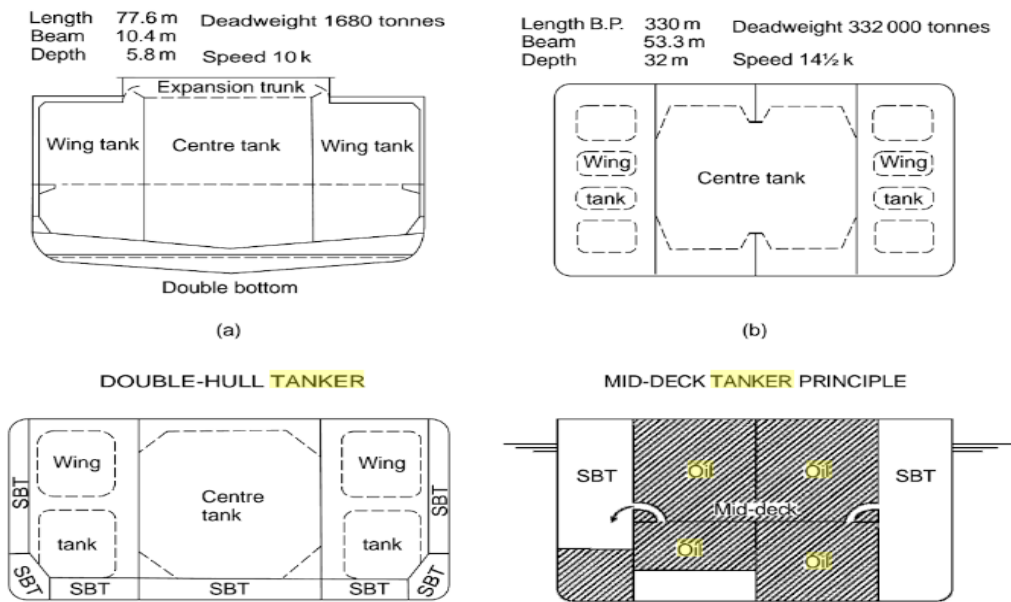 Length 77.6 m Deadweight 1680 tonnes
Beam 10.4 m
Depth 5.8 m Speed 10 k
Expansion trunk
Wing tank Centre tank Wing tank
Double bottom
(a)
Length B.P. 330 m Deadweight 332 000 tonnes
Beam 53.3 m
Depth 32 m Speed 14½ k
Wing Wing
Centre tank
tank tank
(b)
DOUBLE-HULL TANKER
Wing Wing
SBT SBT
Centre
tank
tank tank
SBT SBT
SBT SBT SBT
MID-DECK TANKER PRINCIPLE
SBT Oil Oil SBT
Mid-deck
Oil Oil